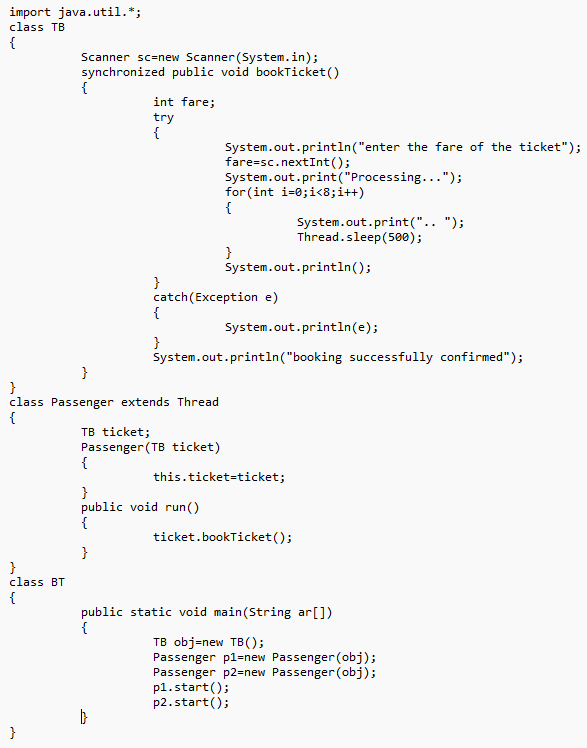 import java.util.*;
class TB
{
Scanner sc=new Scanner(System.in);
synchronized public void bookTicket()
{
int fare;
try
{
System.out.println("enter the fare of the ticket");
fare=sc.nextInt();
System.out.print("Processing...");
for(int i=0;i<8;i++)
{
System.out.print(".. ");
Thread.sleep(500);
}
System.out.println();
}
catch(Exception e)
{
System.out.println(e);
}
System.out.println("booking successfully confirmed");
}
}
class Passenger extends Thread
{
TB ticket;
Passenger(TB ticket)
{
this.ticket=ticket;
}
public void run()
{
ticket.bookTicket();
}
}
class BT
{
public static void main(String ar[])
{
TB obj=new TB();
Passenger p1=new Passenger(obj);
Passenger p2=new Passenger(obj);
p1.start();
p2.start();
}
}